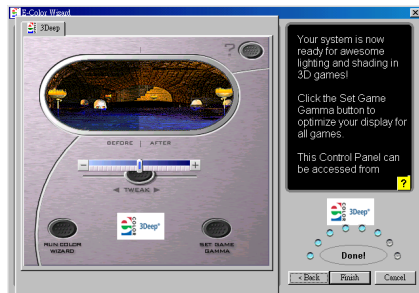 E-Color Wizard
3Deep
?
BEFORE | AFTER
- +
◄ TWEAK ►
RUN COLOR
WIZARD
3Deep®
SET GAME
GAMMA
Your system is now
ready for awesome
lighting and shading in
3D games!
Click the Set Game
Gamma button to
optimize your display for
all games.
This Control Panel can
be accessed from
?
3Deep®
Done!
< Back
Finish
Cancel